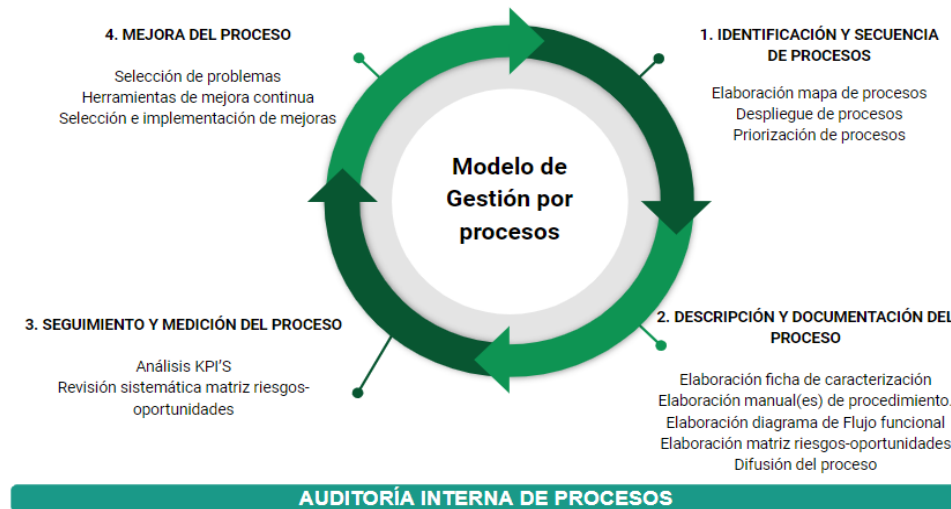 4. MEJORA DEL PROCESO
Selección de problemas
Herramientas de mejora continua
Selección e implementación de mejoras
1. IDENTIFICACIÓN Y SECUENCIA
DE PROCESOS
Elaboración mapa de procesos
Despliegue de procesos
Priorización de procesos
Modelo de
Gestión por
procesos
3. SEGUIMIENTO Y MEDICIÓN DEL PROCESO
Análisis KPI'S
Revisión sistemática matriz riesgos-
oportunidades
2. DESCRIPCIÓN Y DOCUMENTACIÓN DEL
PROCESO
Elaboración ficha de caracterización
Elaboración manual(es) de procedimiento.
Elaboración diagrama de Flujo funcional
Elaboración matriz riesgos-oportunidades
Difusión del proceso
AUDITORÍA INTERNA DE PROCESOS